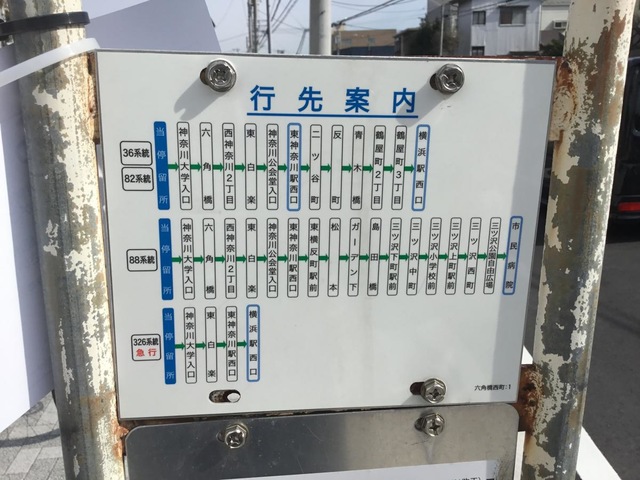 行先案内
36系統
82系統
当停留所
神奈川大学入口
六角橋
西神奈川2丁目
東白楽
神奈川公会堂入口
東神奈川駅西口
二ツ谷町
反町
青木橋
鶴屋町2丁目
鶴屋町3丁目
横浜駅西口
88系統
当停留所
神奈川大学入口
六角橋
西神奈川2丁目
東白楽
神奈川公会堂入口
東神奈川駅西口
東横反町駅前
松本
ガーデン下
島田橋
三ツ沢下町駅前
三ツ沢中町
三ツ沢小学校前
三ツ沢上町駅前
三ツ沢西町
三ツ沢公園自由広場
市民病院
326系統
急行
当停留所
神奈川大学入口
東白楽
東神奈川駅西口
横浜駅西口
六角橋西町:1